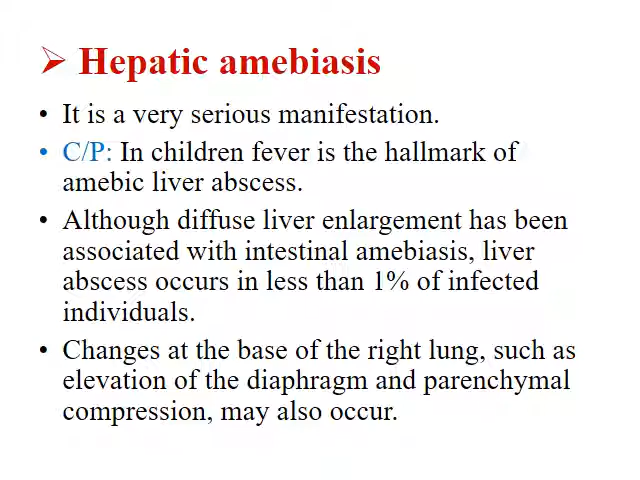 ➢ Hepatic amebiasis
• It is a very serious manifestation.
• C/P: In children fever is the hallmark of
amebic liver abscess.
• Although diffuse liver enlargement has been
associated with intestinal amebiasis, liver
abscess occurs in less than 1% of infected
individuals.
• Changes at the base of the right lung, such as
elevation of the diaphragm and parenchymal
compression, may also occur.